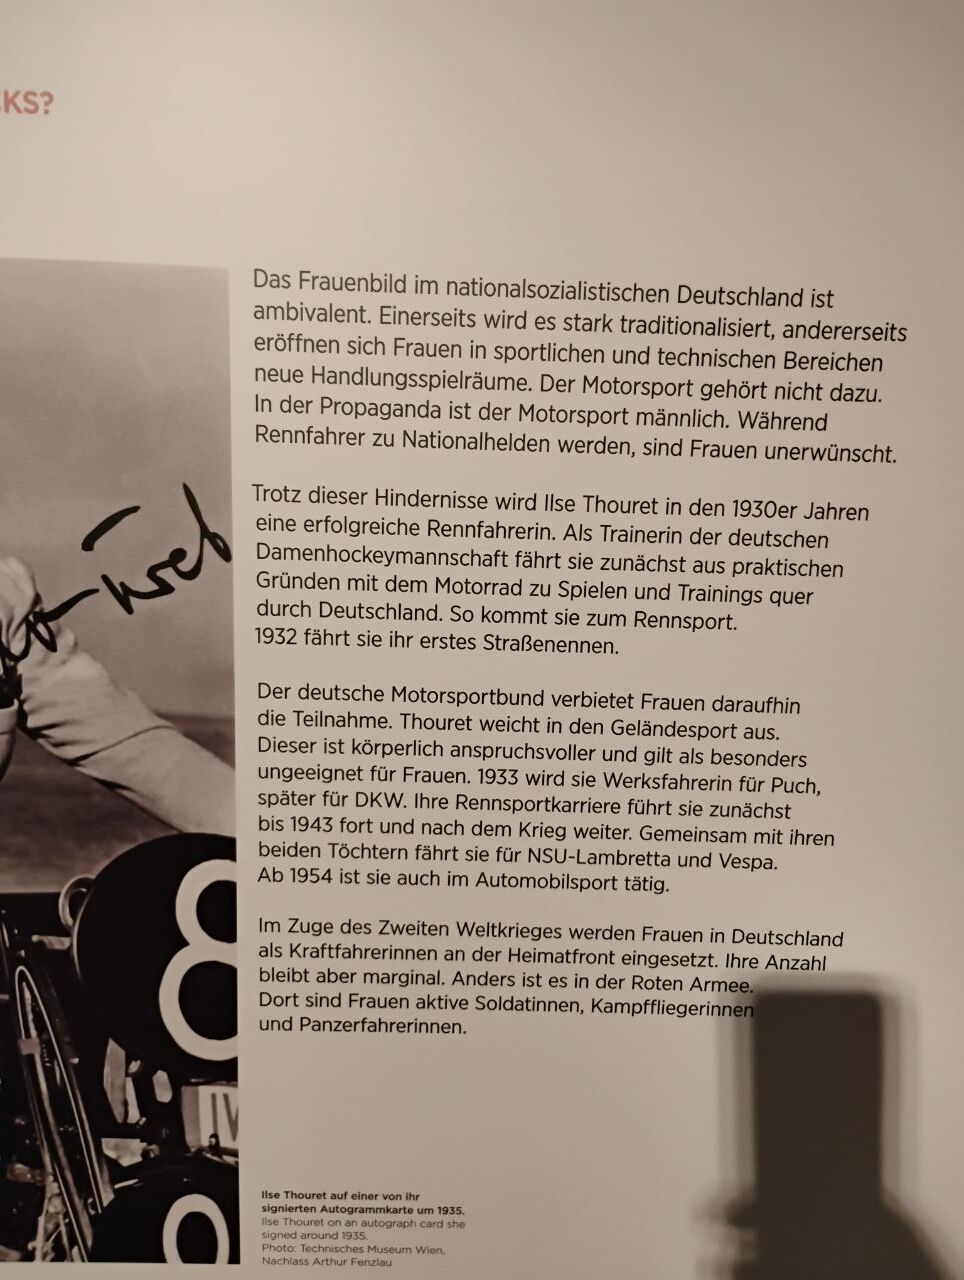 CKS?
Das Frauenbild im nationalsozialistischen Deutschland ist
ambivalent. Einerseits wird es stark traditionalisiert, andererseits
eröffnen sich Frauen in sportlichen und technischen Bereichen
neue Handlungsspielräume. Der Motorsport gehört nicht dazu.
In der Propaganda ist der Motorsport männlich. Während
Rennfahrer zu Nationalhelden werden, sind Frauen unerwünscht.
Trotz dieser Hindernisse wird Ilse Thouret in den 1930er Jahren
eine erfolgreiche Rennfahrerin. Als Trainerin der deutschen
Damenhockeymannschaft fährt sie zunächst aus praktischen
Gründen mit dem Motorrad zu Spielen und Trainings quer
durch Deutschland. So kommt sie zum Rennsport.
1932 fährt sie ihr erstes Straßenennen.
Der deutsche Motorsportbund verbietet Frauen daraufhin
die Teilnahme. Thouret weicht in den Geländesport aus.
Dieser ist körperlich anspruchsvoller und gilt als besonders
ungeeignet für Frauen. 1933 wird sie Werksfahrerin für Puch,
später für DKW. Ihre Rennsportkarriere führt sie zunächst
bis 1943 fort und nach dem Krieg weiter. Gemeinsam mit ihren
beiden Töchtern fährt sie für NSU-Lambretta und Vespa.
Ab 1954 ist sie auch im Automobilsport tätig.
Im Zuge des Zweiten Weltkrieges werden Frauen in Deutschland
als Kraftfahrerinnen an der Heimatfront eingesetzt. Ihre Anzahl
bleibt aber marginal. Anders ist es in der Roten Armee.
Dort sind Frauen aktive Soldatinnen, Kampffliegerinnen
und Panzerfahrerinnen.
8
IV
Ilse Thouret auf einer von ihr
signierten Autogrammkarte um 1935.
Ilse Thouret on an autograph card she
signed around 1935.
Photo: Technisches Museum Wien,
Nachlass Arthur Fenzlau